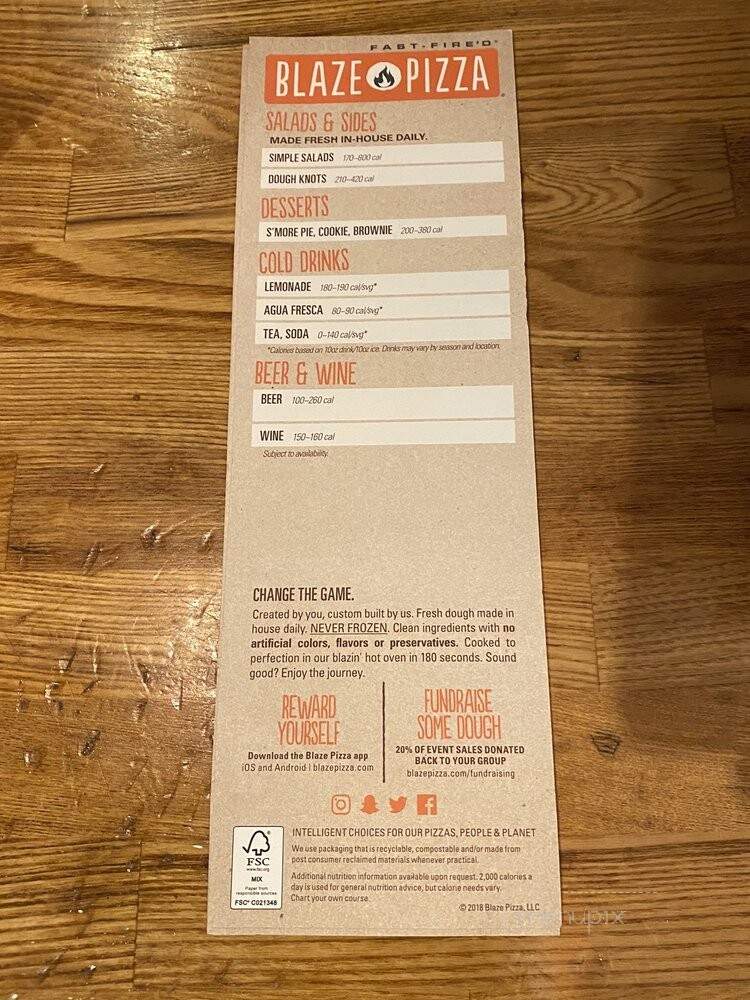 FAST-FIRE'D®
BLAZE PIZZA
SALADS & SIDES
MADE FRESH IN-HOUSE DAILY.
SIMPLE SALADS 170–800 cal
DOUGH KNOTS 210–420 cal
DESSERTS
S'MORE PIE, COOKIE, BROWNIE 200–380 cal
COLD DRINKS
LEMONADE 180–190 cal/svg*
AGUA FRESCA 80–90 cal/svg*
TEA, SODA 0–140 cal/svg*
*Calories based on 10oz drink/10oz ice. Drinks may vary by season and location.
BEER & WINE
BEER 100–260 cal
WINE 150–160 cal
Subject to availability.
CHANGE THE GAME.
Created by you, custom built by us. Fresh dough made in
house daily. NEVER FROZEN. Clean ingredients with no
artificial colors, flavors or preservatives. Cooked to
perfection in our blazin' hot oven in 180 seconds. Sound
good? Enjoy the journey.
REWARD
YOURSELF
Download the Blaze Pizza app
iOS and Android | blazepizza.com
FUNDRAISE
SOME DOUGH
20% OF EVENT SALES DONATED
BACK TO YOUR GROUP
blazepizza.com/fundraising
FSC
www.fsc.org
MIX
Paper from
responsible sources
FSC® C021348
INTELLIGENT CHOICES FOR OUR PIZZAS, PEOPLE & PLANET
We use packaging that is recyclable, compostable and/or made from
post consumer reclaimed materials whenever practical.
Additional nutrition information available upon request. 2,000 calories a
day is used for general nutrition advice, but calorie needs vary.
Chart your own course.
© 2018 Blaze Pizza, LLC